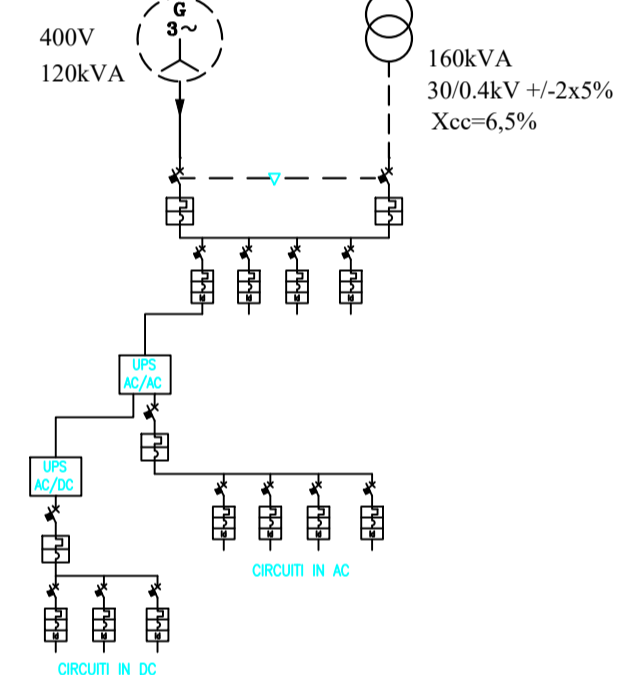 G
3~
400V
120kVA
160kVA
30/0.4kV +/-2x5%
Xcc=6,5%
UPS
AC/AC
UPS
AC/DC
CIRCUITI IN AC
CIRCUITI IN DC